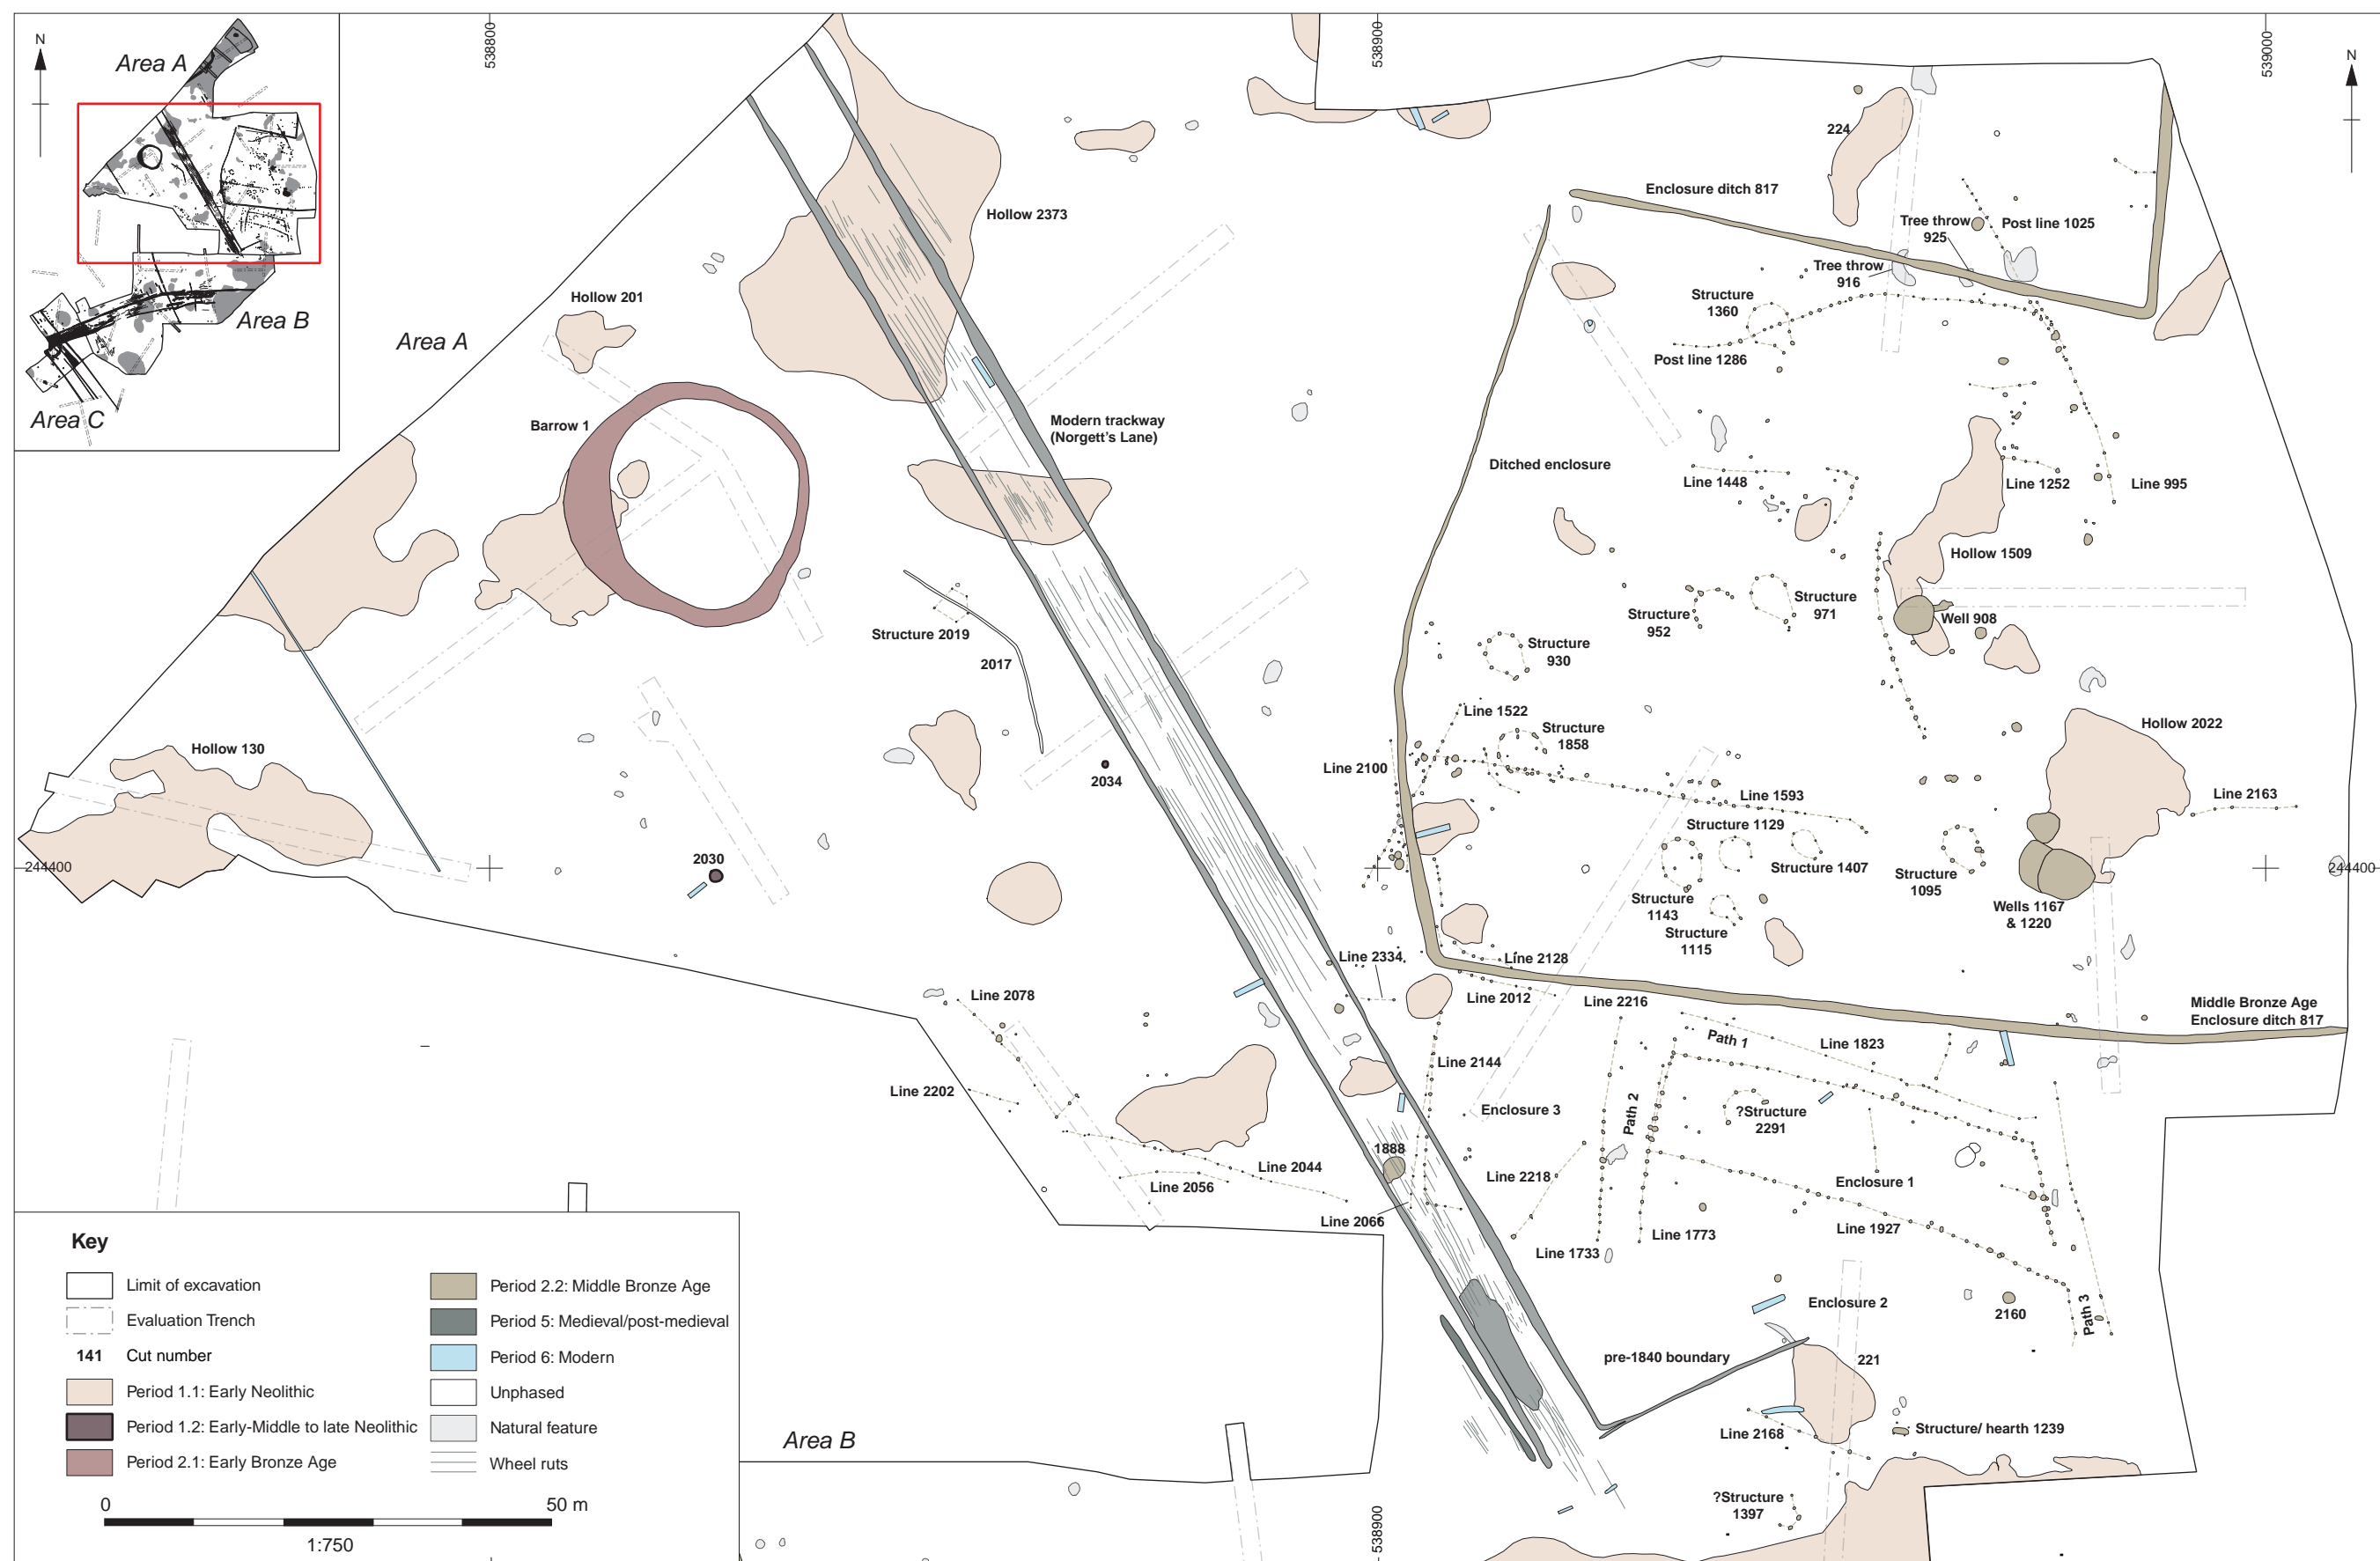 N
Area A
Area B
Area C
538800
538900
539000
N
224
Enclosure ditch 817
Tree throw
925
Post line 1025
Hollow 2373
Tree throw
916
Hollow 201
Structure
1360
Area A
Post line 1286
Barrow 1
Modern trackway
(Norgett's Lane)
Ditched enclosure
Line 1448
Line 1252
Line 995
Hollow 1509
Structure
971
Structure
952
Well 908
Structure 2019
Structure
930
2017
Line 1522
Hollow 2022
Structure
1858
Hollow 130
Line 2100
2034
Line 1593
Line 2163
Structure 1129
2030
244400
Structure 1407
Structure
1095
244400
Structure
1143
Wells 1167
& 1220
Structure
1115
Line 2334
Line 2128
Line 2078
Line 2012
Line 2216
Middle Bronze Age
Enclosure ditch 817
Path 1
Line 1823
Line 2144
Line 2202
Enclosure 3
Path 2
?Structure
2291
1888
Line 2044
Line 2218
Enclosure 1
Line 2056
Line 2066
Line 1927
Line 1773
Line 1733
Enclosure 2
2160
Path 3
pre-1840 boundary
221
Line 2168
Structure/ hearth 1239
Area B
?Structure
1397
538900
Key
Limit of excavation
Evaluation Trench
141 Cut number
Period 1.1: Early Neolithic
Period 1.2: Early-Middle to late Neolithic
Period 2.1: Early Bronze Age
Period 2.2: Middle Bronze Age
Period 5: Medieval/post-medieval
Period 6: Modern
Unphased
Natural feature
Wheel ruts
0 50 m
1:750